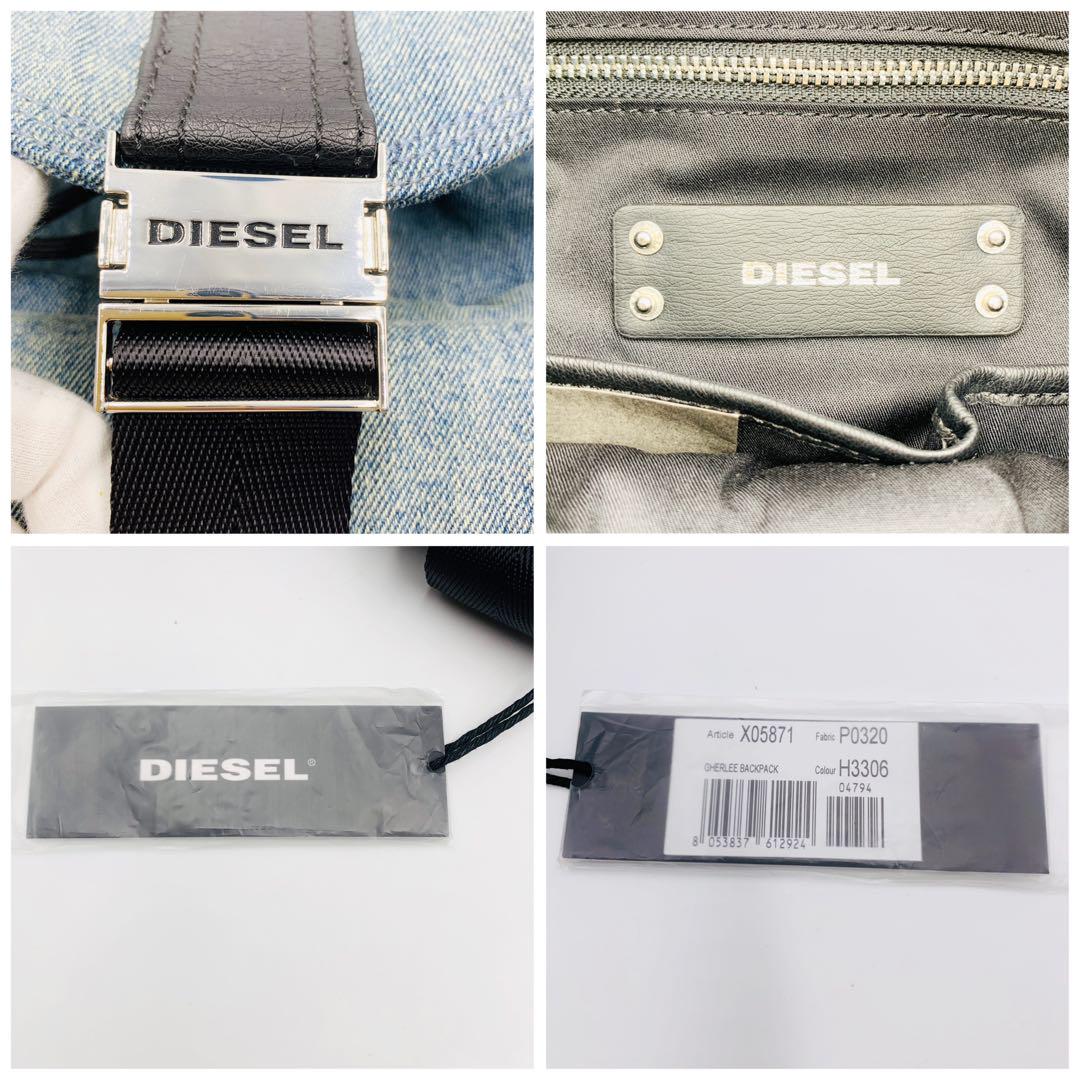 DIESEL
DIESEL
DIESEL®
Article X05871 Fabric P0320
GHERLEE BACKPACK Colour H3306
04794
8 053837 612924